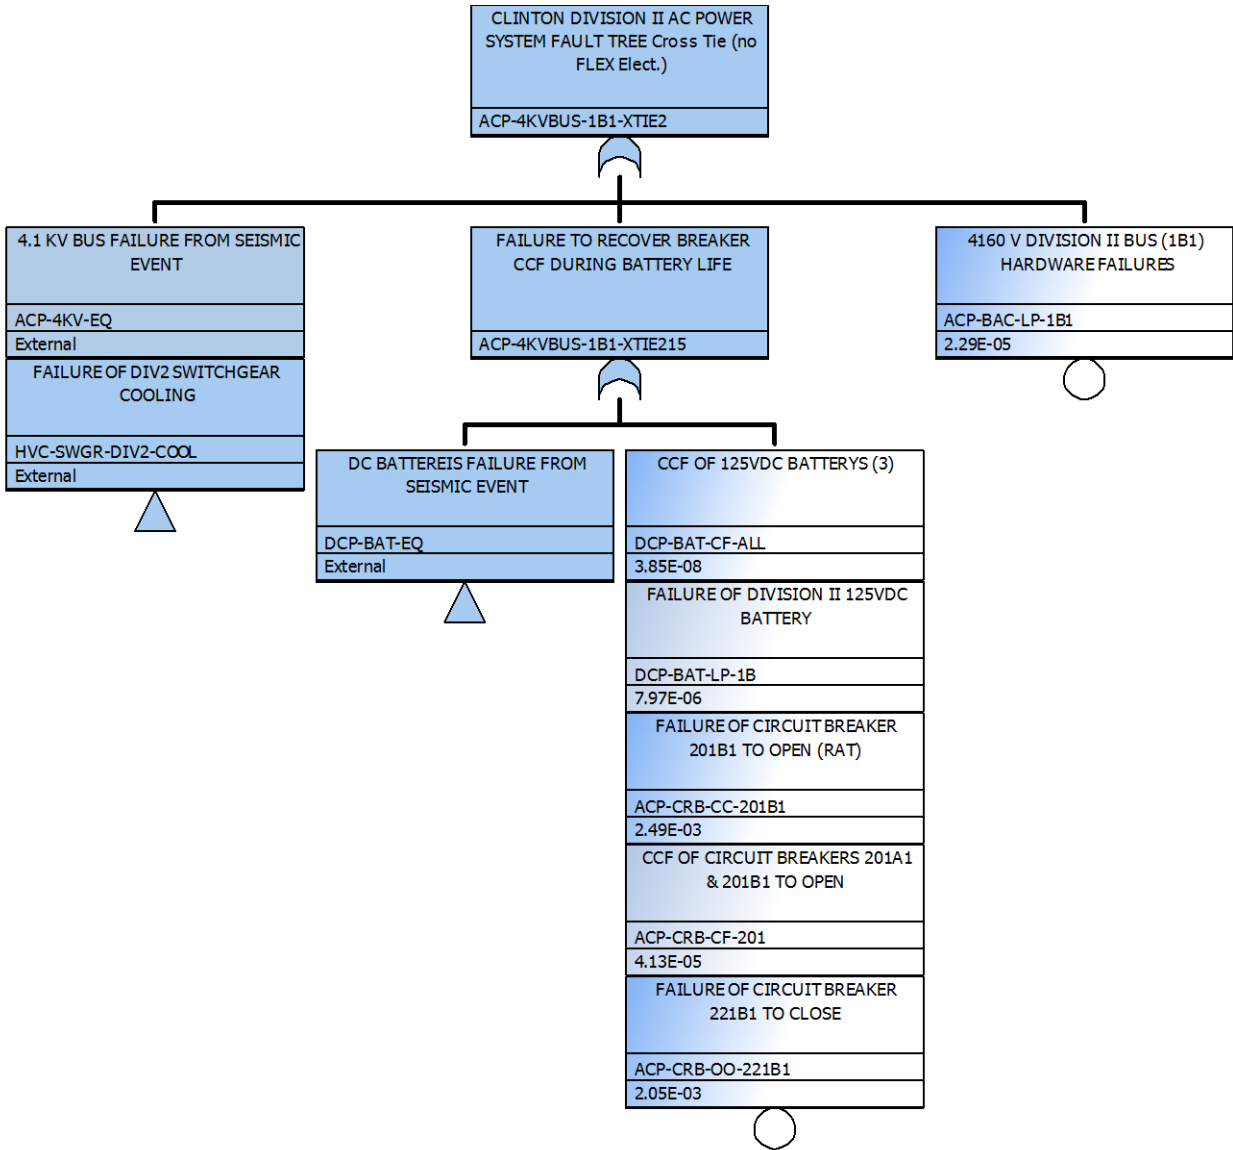 CLINTON DIVISION II AC POWER
SYSTEM FAULT TREE Cross Tie (no
FLEX Elect.)
ACP-4KVBUS-1B1-XTIE2
4.1 KV BUS FAILURE FROM SEISMIC
EVENT
ACP-4KV-EQ
External
FAILURE OF DIV2 SWITCHGEAR
COOLING
HVC-SWGR-DIV2-COOL
External
FAILURE TO RECOVER BREAKER
CCF DURING BATTERY LIFE
ACP-4KVBUS-1B1-XTIE215
4160 V DIVISION II BUS (1B1)
HARDWARE FAILURES
ACP-BAC-LP-1B1
2.29E-05
DC BATTEREIS FAILURE FROM
SEISMIC EVENT
DCP-BAT-EQ
External
CCF OF 125VDC BATTERYS (3)
DCP-BAT-CF-ALL
3.85E-08
FAILURE OF DIVISION II 125VDC
BATTERY
DCP-BAT-LP-1B
7.97E-06
FAILURE OF CIRCUIT BREAKER
201B1 TO OPEN (RAT)
ACP-CRB-CC-201B1
2.49E-03
CCF OF CIRCUIT BREAKERS 201A1
& 201B1 TO OPEN
ACP-CRB-CF-201
4.13E-05
FAILURE OF CIRCUIT BREAKER
221B1 TO CLOSE
ACP-CRB-OO-221B1
2.05E-03